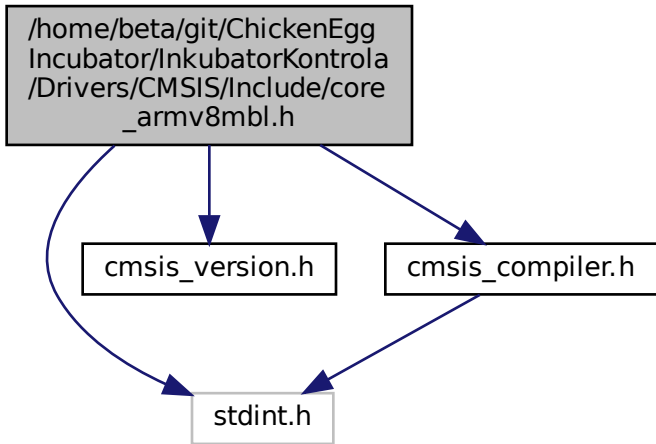 /home/beta/git/ChickenEgg
Incubator/InkubatorKontrola
/Drivers/CMSIS/Include/core
_armv8mbl.h
cmsis_version.h
cmsis_compiler.h
stdint.h